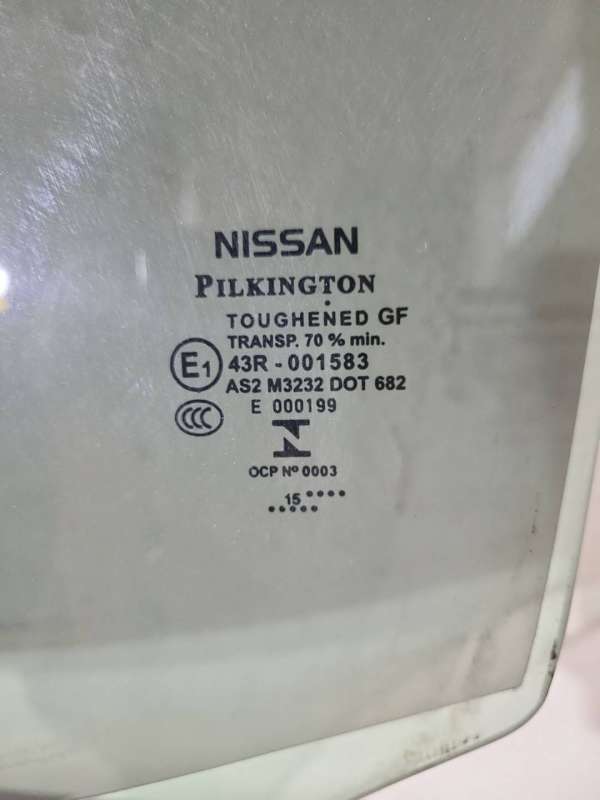 NISSAN
PILKINGTON
TOUGHENED GF
TRANSP. 70 % min.
E1 43R - 001583
AS2 M3232 DOT 682
CCC E 000199
OCP Nº 0003
15